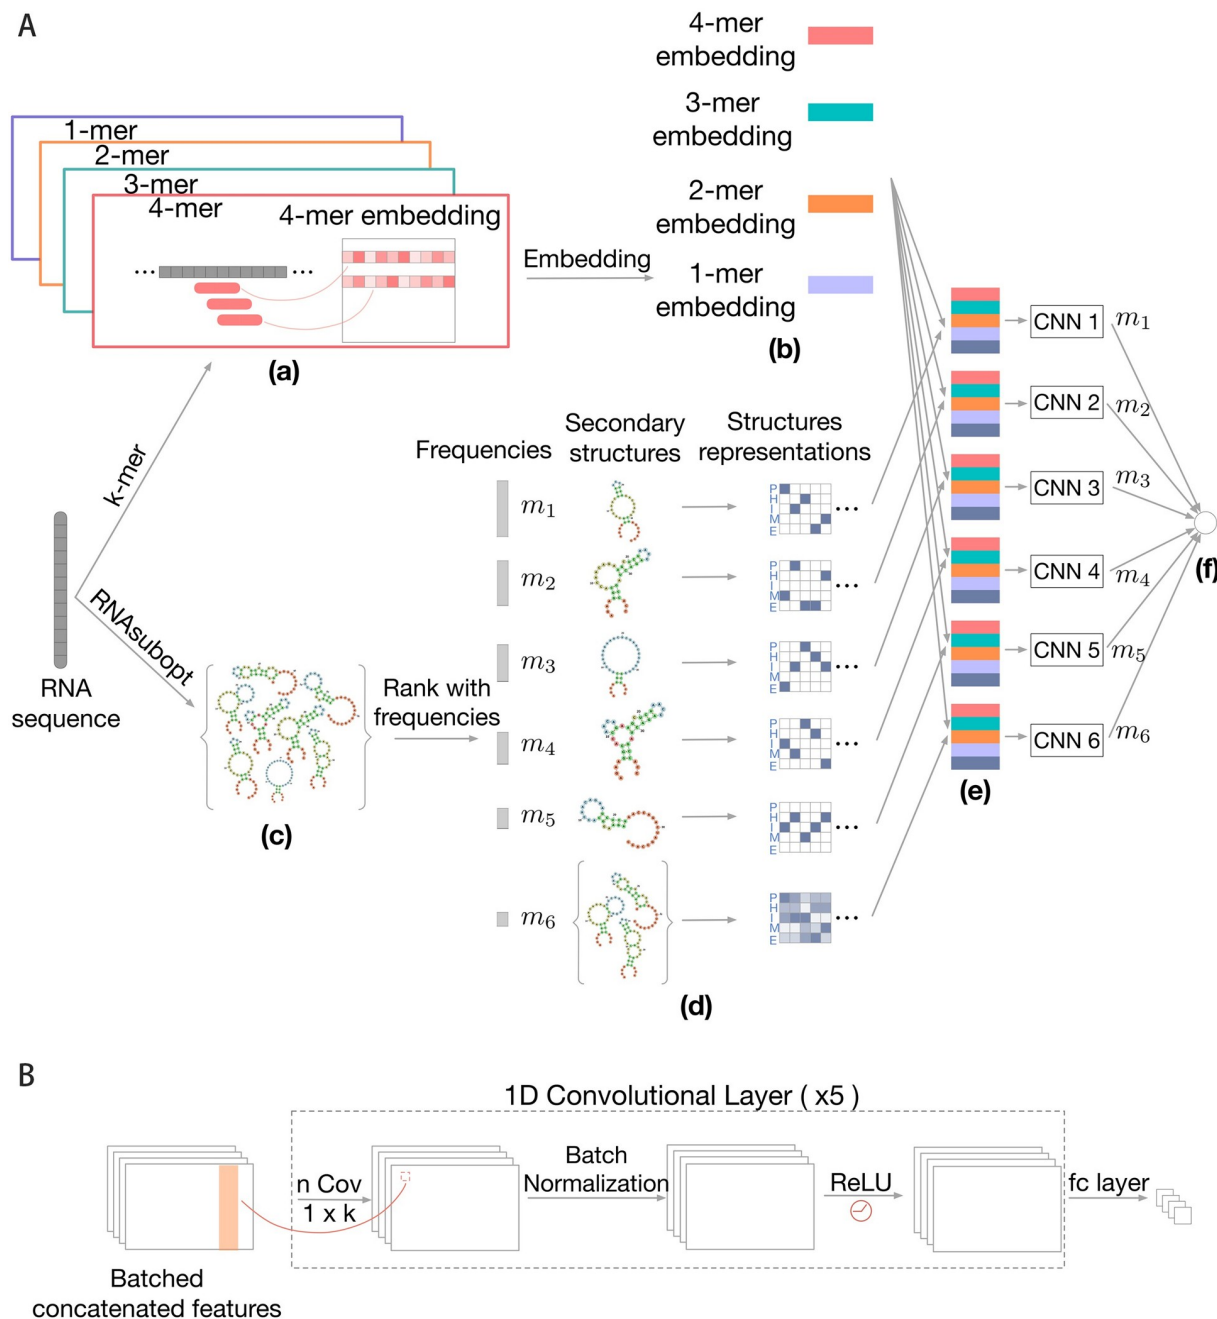 A
4-mer
embedding
3-mer
embedding
2-mer
embedding
1-mer
embedding
(b)
1-mer
2-mer
3-mer
4-mer
4-mer embedding
(a)
Embedding
k-mer
RNAsubopt
RNA
sequence
(c)
Rank with
frequencies
Frequencies
Secondary
structures
Structures
representations
m1
P
H
I
M
E
m2
P
H
I
M
E
m3
P
H
I
M
E
m4
P
H
I
M
E
m5
P
H
I
M
E
m6
P
H
I
M
E
(d)
CNN 1
m1
CNN 2
m2
CNN 3
m3
CNN 4
m4
CNN 5
m5
CNN 6
m6
(e)
(f)
B
1D Convolutional Layer ( x5 )
n Cov
1 x k
Batch
Normalization
ReLU
fc layer
Batched
concatenated features